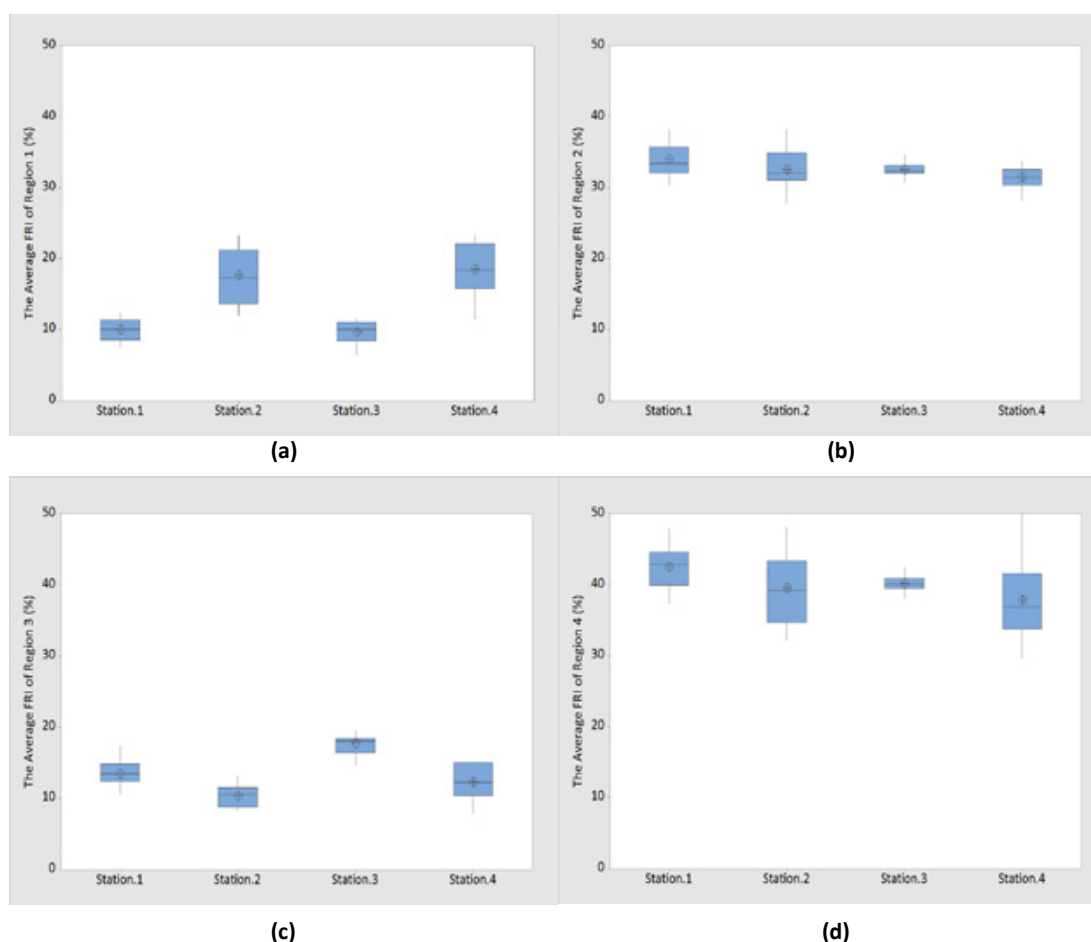 The Average FRI of Region 1 (%)
50
40
30
20
10
0
Station.1 Station.2 Station.3 Station.4
(a)
The Average FRI of Region 2 (%)
50
40
30
20
10
0
Station.1 Station.2 Station.3 Station.4
(b)
The Average FRI of Region 3 (%)
50
40
30
20
10
0
Station.1 Station.2 Station.3 Station.4
(c)
The Average FRI of Region 4 (%)
50
40
30
20
10
0
Station.1 Station.2 Station.3 Station.4
(d)